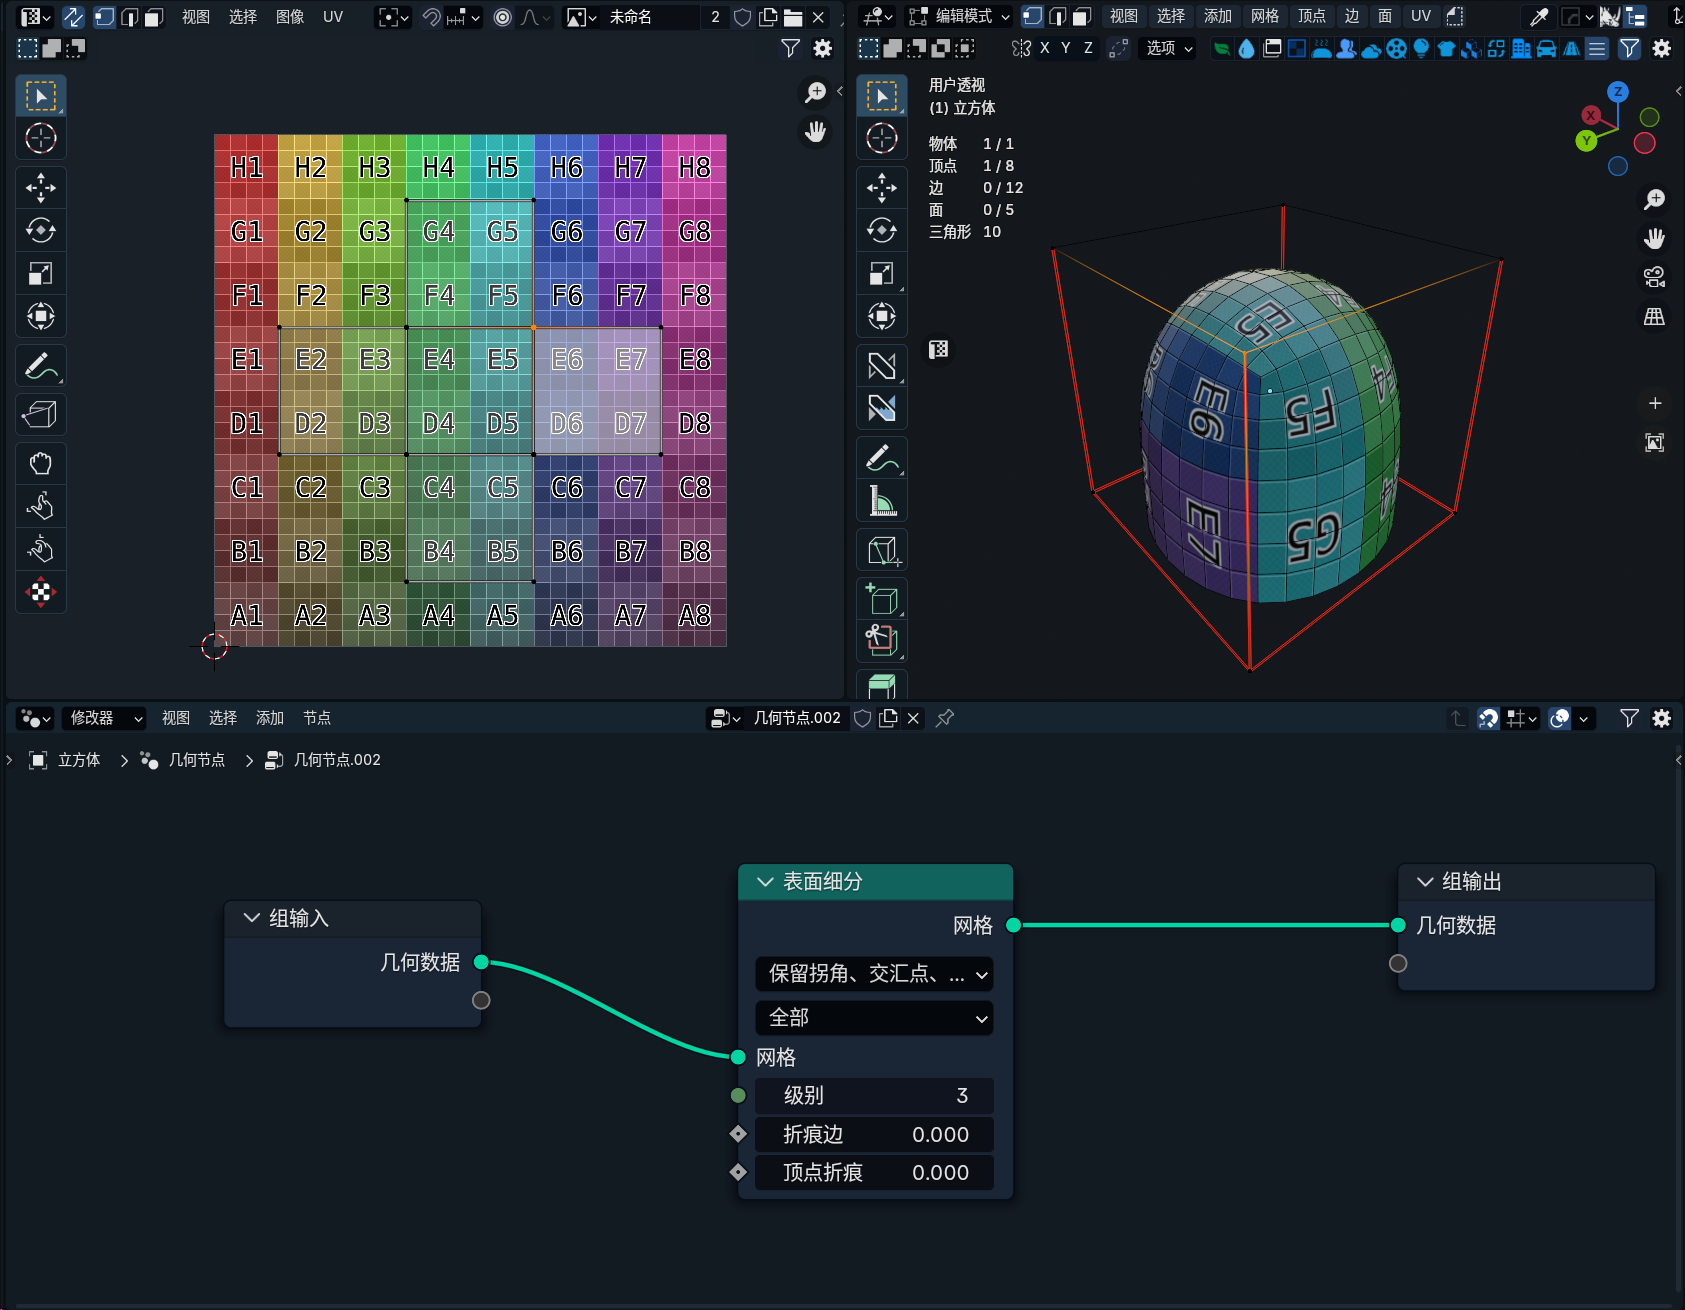 视图 选择 图像 UV 未命名 2
H1 H2 H3 H4 H5 H6 H7 H8
G1 G2 G3 G4 G5 G6 G7 G8
F1 F2 F3 F4 F5 F6 F7 F8
E1 E2 E3 E4 E5 E6 E7 E8
D1 D2 D3 D4 D5 D6 D7 D8
C1 C2 C3 C4 C5 C6 C7 C8
B1 B2 B3 B4 B5 B6 B7 B8
A1 A2 A3 A4 A5 A6 A7 A8
编辑模式 视图 选择 添加 网格 顶点 边 面 UV
X Y Z 选项
用户透视
(1) 立方体
物体 1 / 1
顶点 1 / 8
边 0 / 12
面 0 / 5
三角形 10
Z
X
Y
E5
E6 F5
E7 G5
修改器 视图 选择 添加 节点 几何节点.002
立方体 几何节点 几何节点.002
组输入
几何数据
表面细分
网格
保留拐角、交汇点、...
全部
网格
级别 3
折痕边 0.000
顶点折痕 0.000
组输出
几何数据